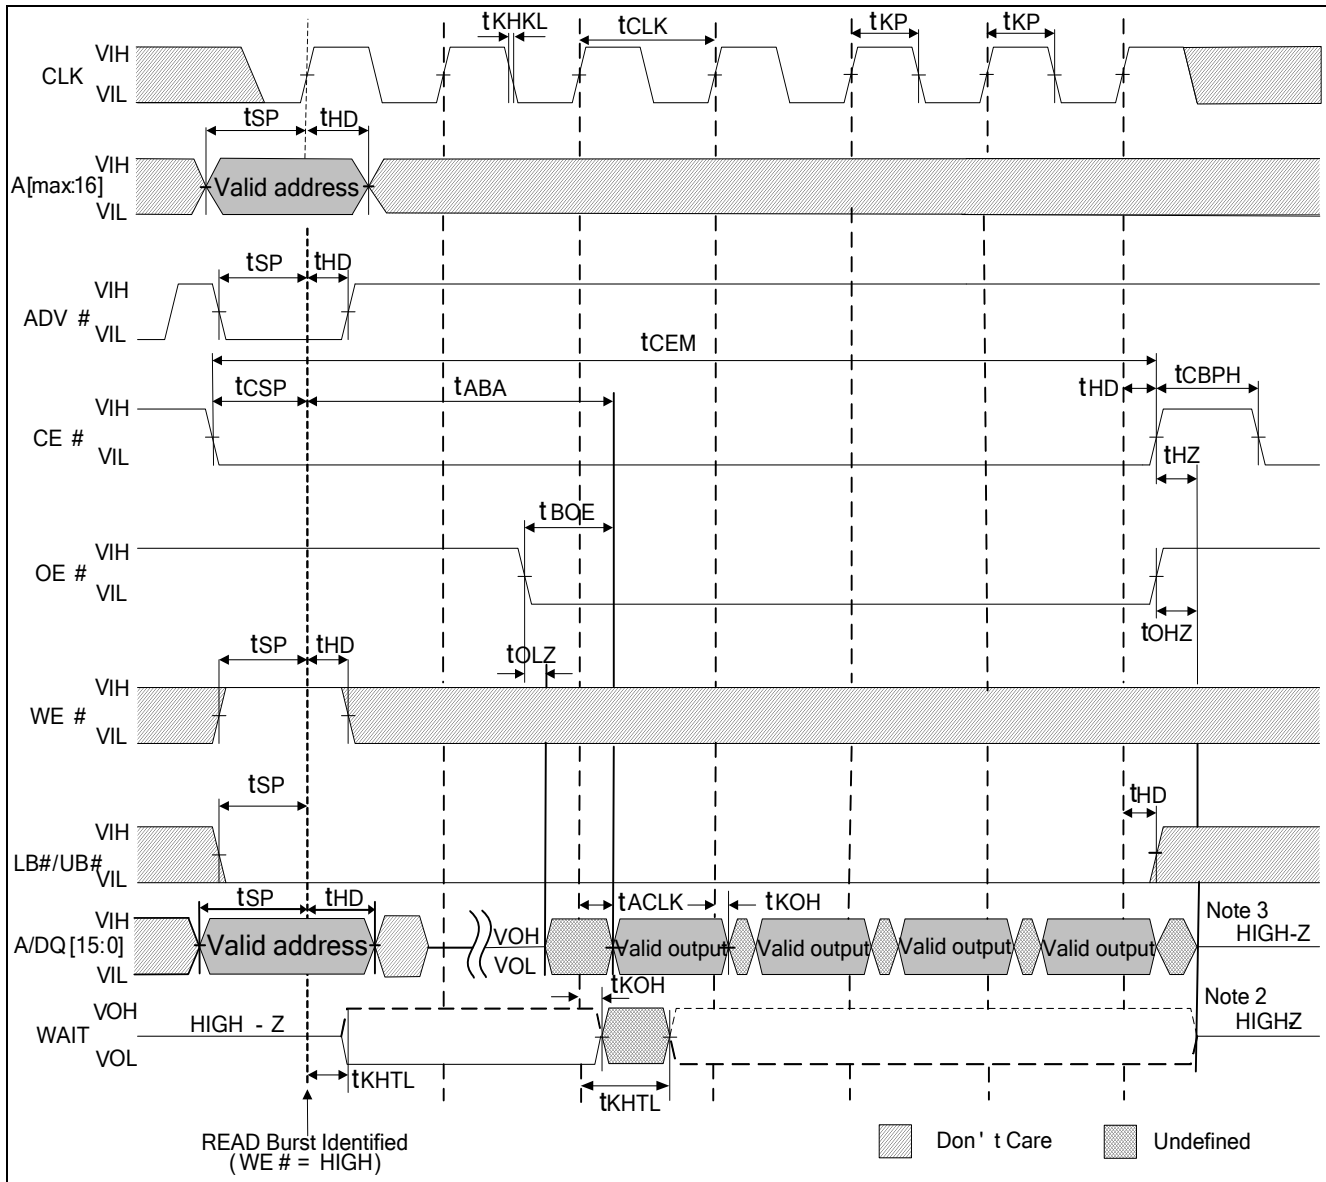 tKHKL tCLK tKP tKP
VIH
CLK
VIL
tSP tHD
VIH
A[max:16] Valid address
VIL
tSP tHD
VIH
ADV #
VIL
tCEM
tCSP tABA tHD tCBPH
VIH
CE #
VIL
tHZ
tBOE
VIH
OE #
VIL
tOHZ
tSP tHD tOLZ
VIH
WE #
VIL
tSP tHD
VIH
LB#/UB#
VIL
tSP tHD tACLK tKOH
VIH
A/DQ[15:0] Valid address VOH Valid output Valid output Valid output Valid output Note 3
HIGH-Z
VIL VOL
tKOH
VOH Note 2
WAIT HIGH - Z HIGHZ
VOL
tKHTL tKHTL
READ Burst Identified
(WE # = HIGH)
Don' t Care Undefined